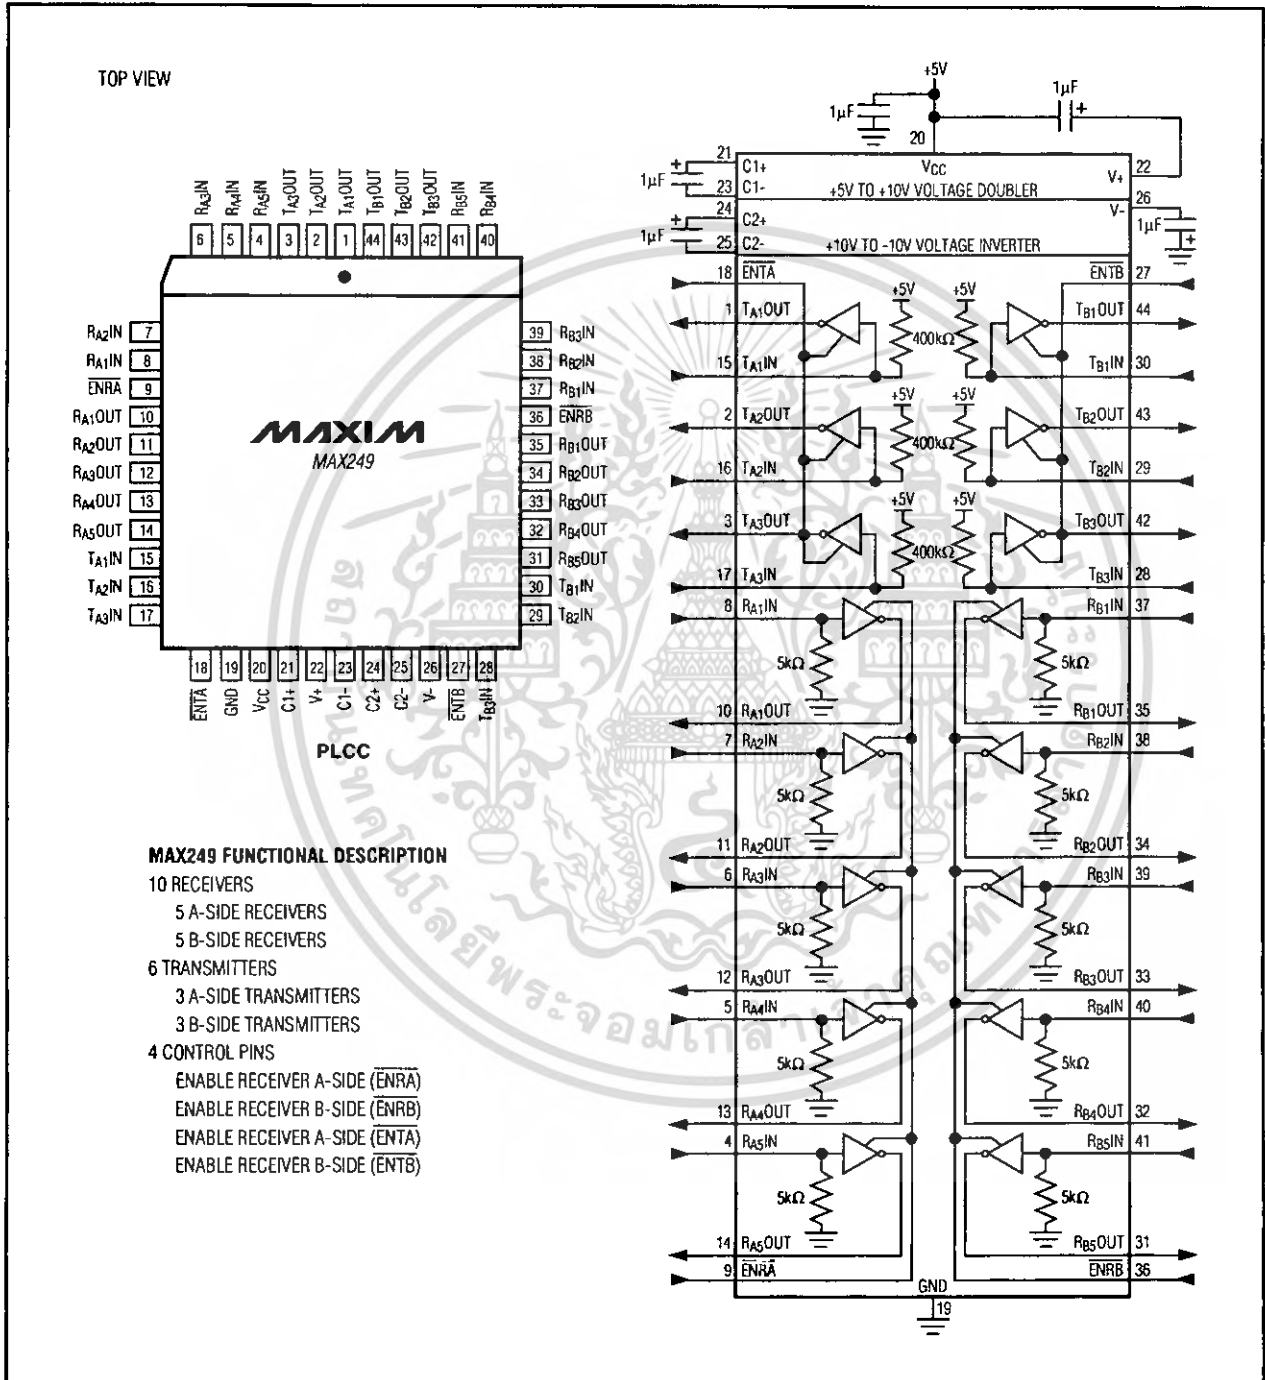 TOP VIEW
RA3IN
RA4IN
RA5IN
TA3OUT
TA2OUT
TA1OUT
TB1OUT
TB2OUT
TB3OUT
RB5IN
RB4IN
6 5 4 3 2 1 44 43 42 41 40
RA2IN 7
RA1IN 8
ENRA 9
RA1OUT 10
RA2OUT 11
RA3OUT 12
RA4OUT 13
RA5OUT 14
TA1IN 15
TA2IN 16
TA3IN 17
MAXIM
MAX249
39 RB3IN
38 RB2IN
37 RB1IN
36 ENRB
35 RB1OUT
34 RB2OUT
33 RB3OUT
32 RB4OUT
31 RB5OUT
30 TB1IN
29 TB2IN
18 19 20 21 22 23 24 25 26 27 28
ENTA
GND
VCC
C1+
V+
C1-
C2+
C2-
V-
ENTB
TB3IN
PLCC
MAX249 FUNCTIONAL DESCRIPTION
10 RECEIVERS
5 A-SIDE RECEIVERS
5 B-SIDE RECEIVERS
6 TRANSMITTERS
3 A-SIDE TRANSMITTERS
3 B-SIDE TRANSMITTERS
4 CONTROL PINS
ENABLE RECEIVER A-SIDE (ENRA)
ENABLE RECEIVER B-SIDE (ENRB)
ENABLE RECEIVER A-SIDE (ENTA)
ENABLE RECEIVER B-SIDE (ENTB)
+5V
1µF
1µF +
20
21 C1+ VCC V+ 22
+ 1µF
23 C1- +5V TO +10V VOLTAGE DOUBLER
24 C2+ V- 26
+ 1µF 1µF +
25 C2- +10V TO -10V VOLTAGE INVERTER
18 ENTA ENTB 27
+5V +5V
1 TA1OUT TB1OUT 44
400kΩ
15 TA1IN TB1IN 30
+5V +5V
2 TA2OUT TB2OUT 43
400kΩ
16 TA2IN TB2IN 29
+5V +5V
3 TA3OUT TB3OUT 42
400kΩ
17 TA3IN TB3IN 28
8 RA1IN RB1IN 37
5kΩ 5kΩ
10 RA1OUT RB1OUT 35
7 RA2IN RB2IN 38
5kΩ 5kΩ
11 RA2OUT RB2OUT 34
6 RA3IN RB3IN 39
5kΩ 5kΩ
12 RA3OUT RB3OUT 33
5 RA4IN RB4IN 40
5kΩ 5kΩ
13 RA4OUT RB4OUT 32
4 RA5IN RB5IN 41
5kΩ 5kΩ
14 RA5OUT RB5OUT 31
9 ENRA ENRB 36
GND
19